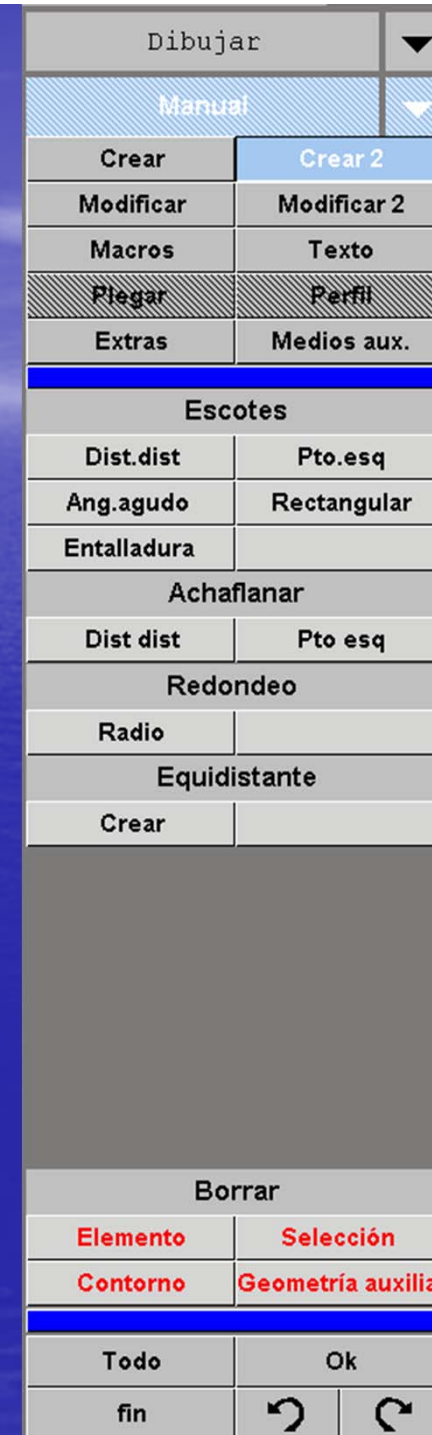 Dibujar
Manual
Crear Crear 2
Modificar Modificar 2
Macros Texto
Plegar Perfil
Extras Medios aux.
Escotes
Dist.dist Pto.esq
Ang.agudo Rectangular
Entalladura
Achaflanar
Dist dist Pto esq
Redondeo
Radio
Equidistante
Crear
Borrar
Elemento Selección
Contorno Geometría auxilia
Todo Ok
fin